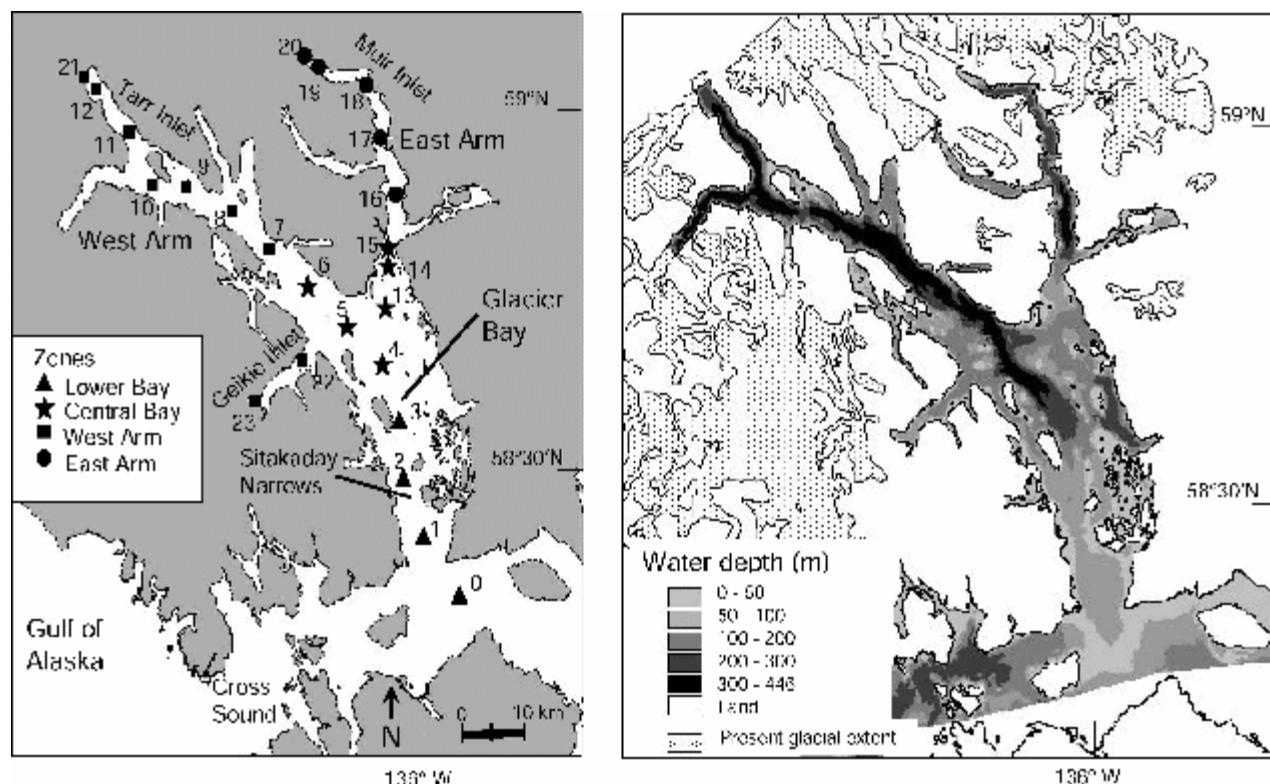 20
Muir Inlet
21
19
59°N
12
Tarr Inlet
18
11
17
East Arm
9
10
16
8
7
West Arm
15
6
14
Glacier
Bay
5
4
Geikie Inlet
22
23
3
Lower Bay
Central Bay
West Arm
East Arm
Sitakaday
Narrows
2
58°30'N
1
0
Gulf of
Alaska
Cross
Sound
N
0 10 km
136° W
59°N
58°30'N
Water depth (m)
50 - 100
100 - 200
200 - 300
300 - 446
Land
Present glacial extent
136° W